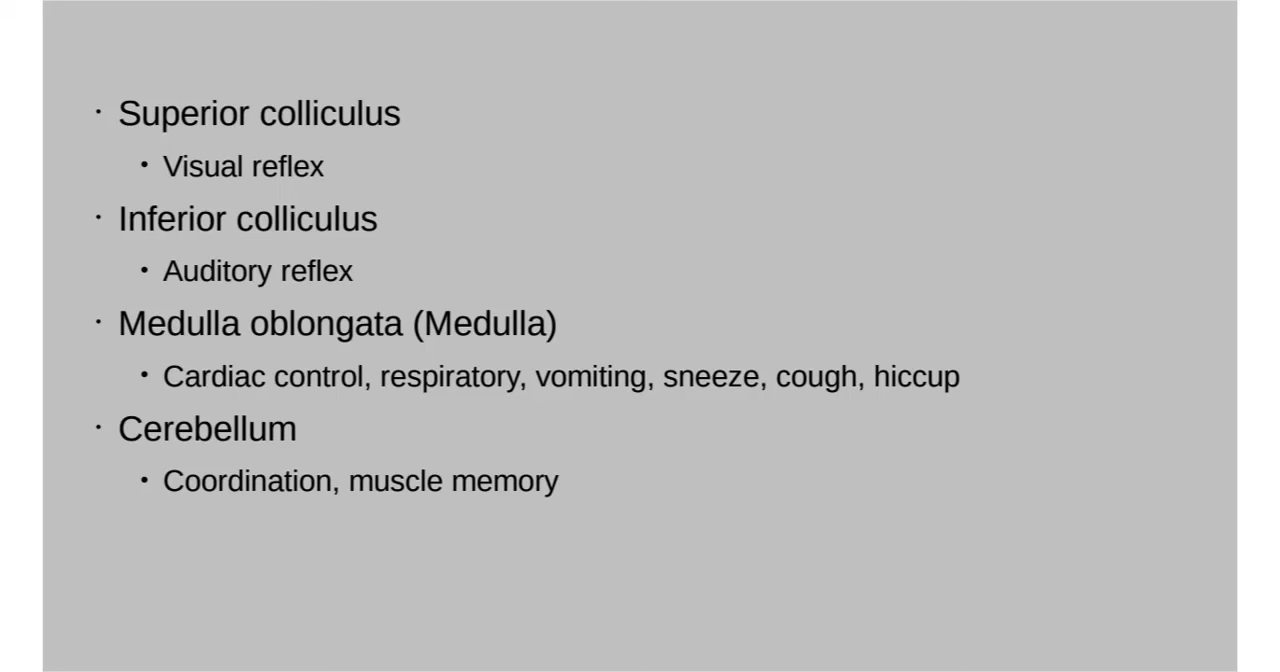 · Superior colliculus
• Visual reflex
· Inferior colliculus
• Auditory reflex
· Medulla oblongata (Medulla)
• Cardiac control, respiratory, vomiting, sneeze, cough, hiccup
· Cerebellum
• Coordination, muscle memory